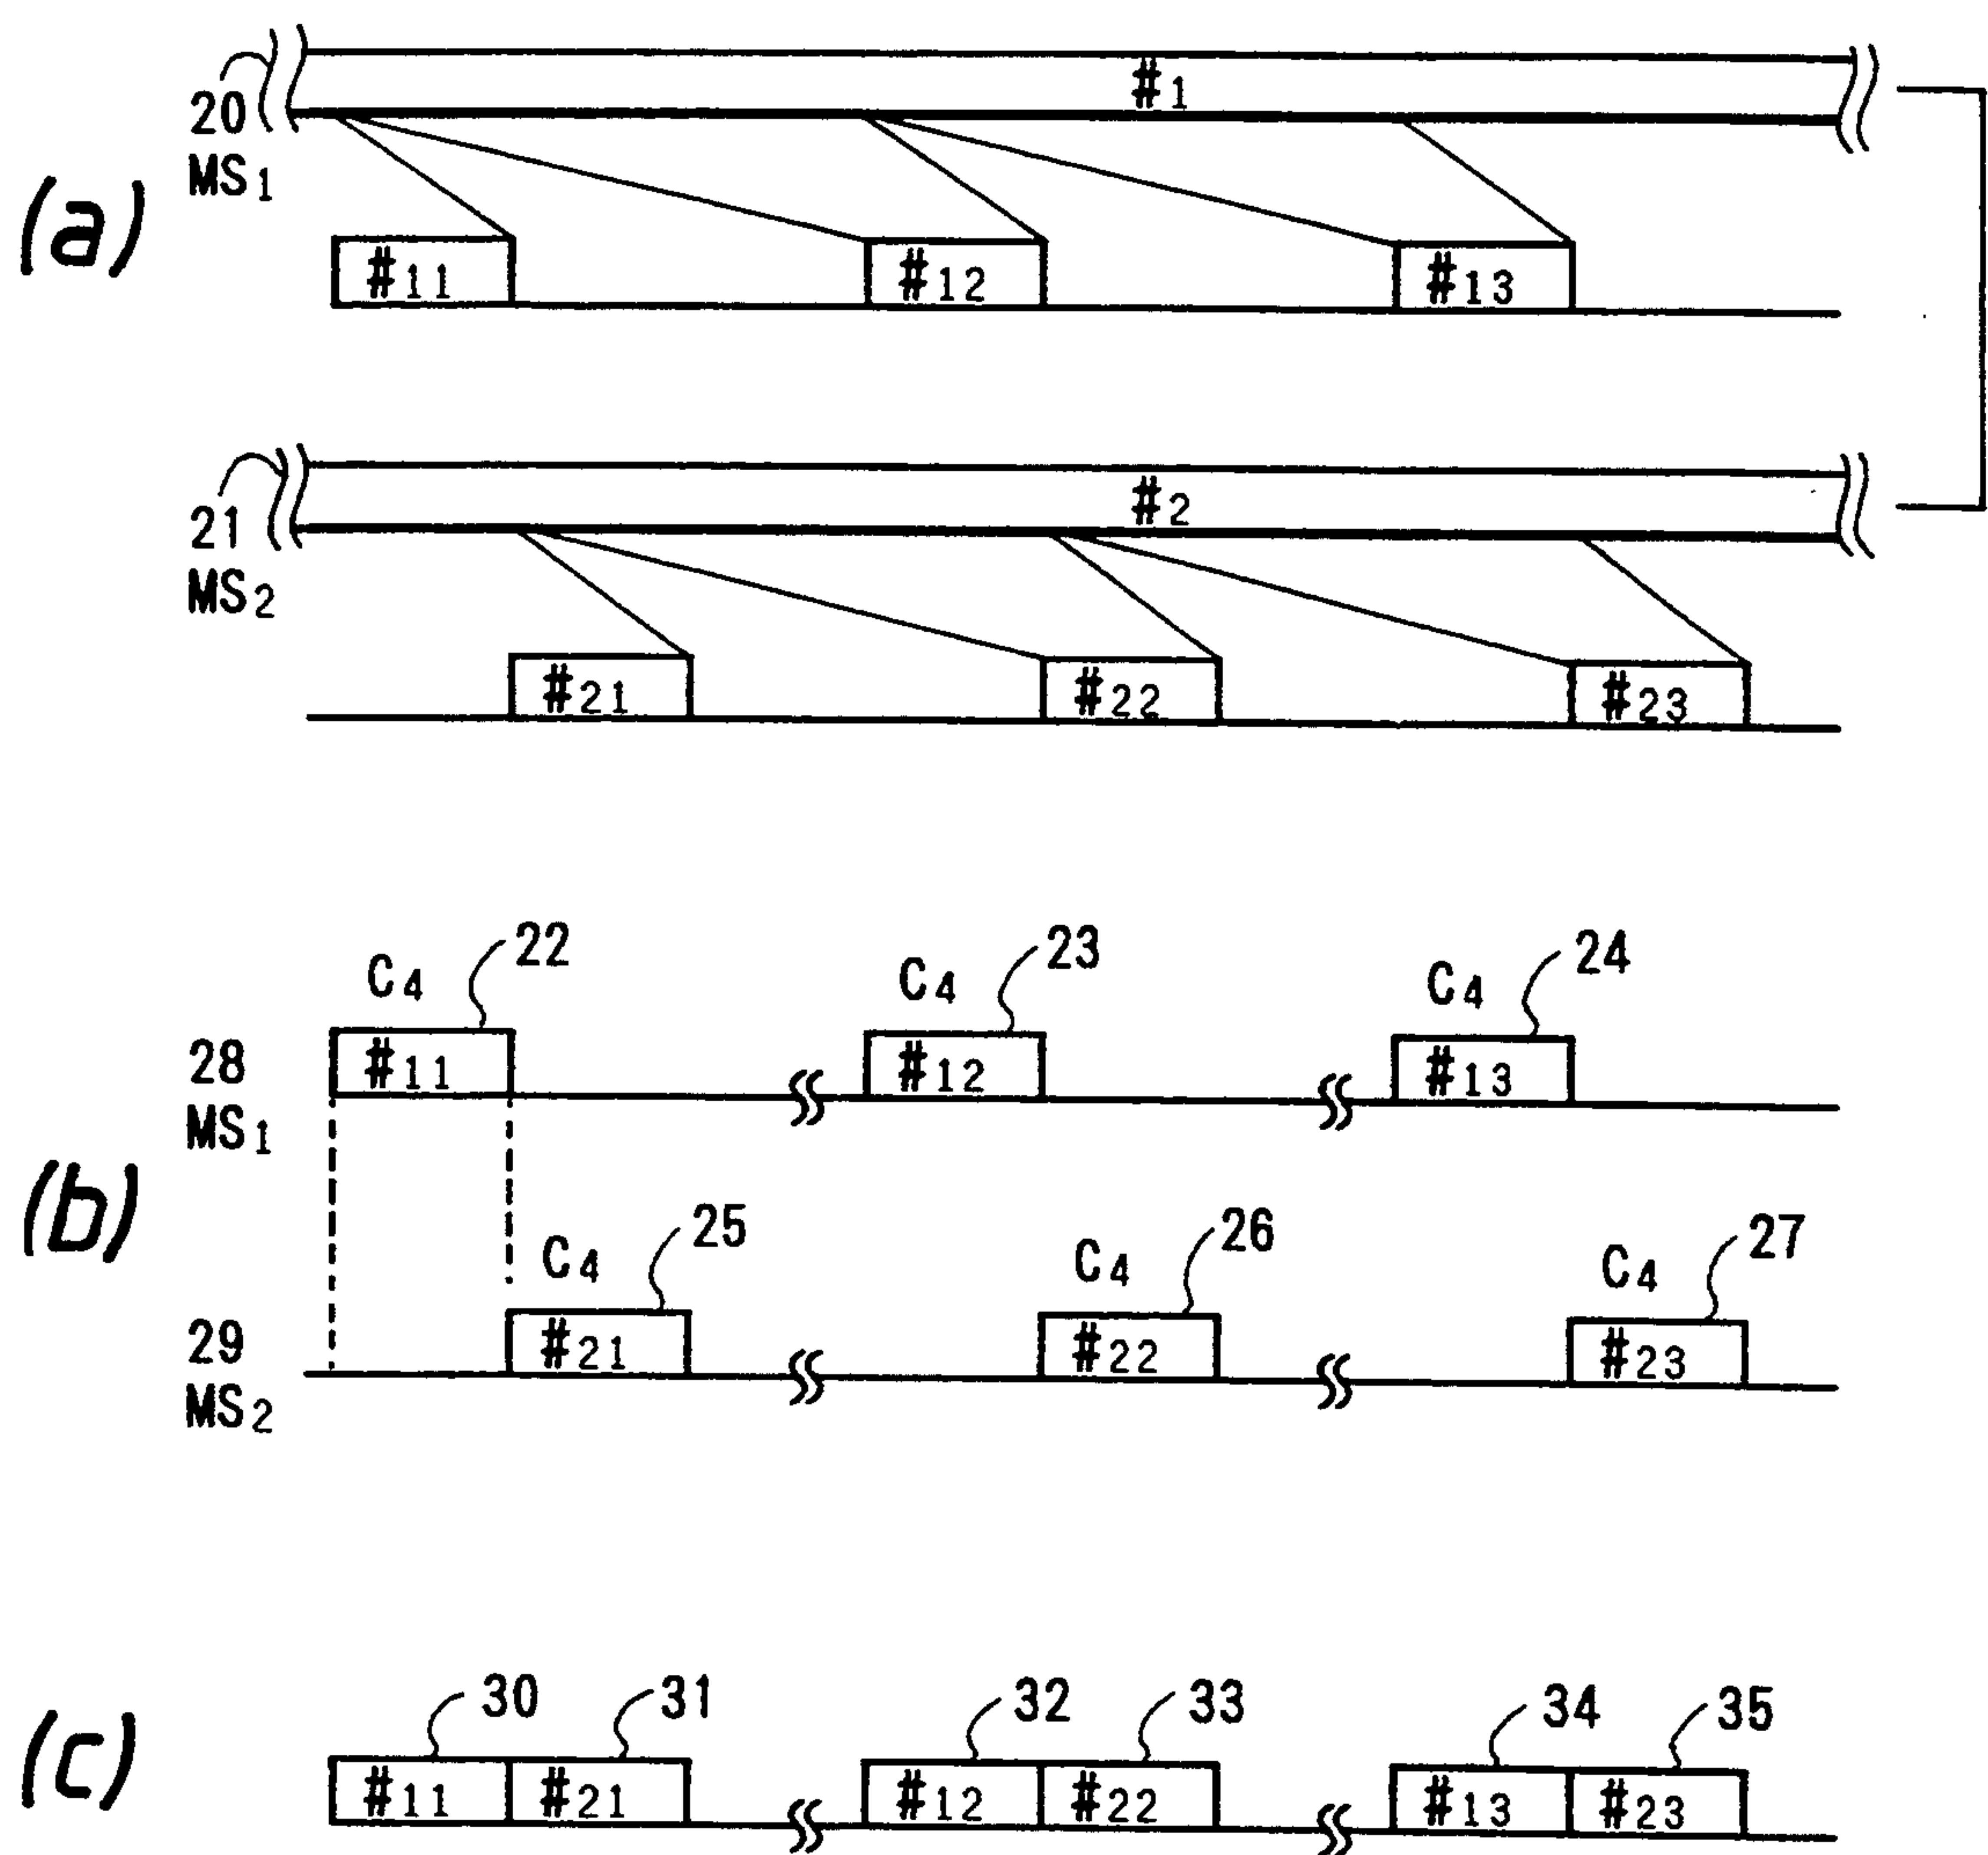 #1
20
MS1
(a)
#11 #12 #13
#2
21
MS2
#21 #22 #23
C4 22 C4 23 C4 24
28 #11 #12 #13
MS1
(b)
C4 25 C4 26 C4 27
29 #21 #22 #23
MS2
30 31 32 33 34 35
(c) #11 #21 #12 #22 #13 #23